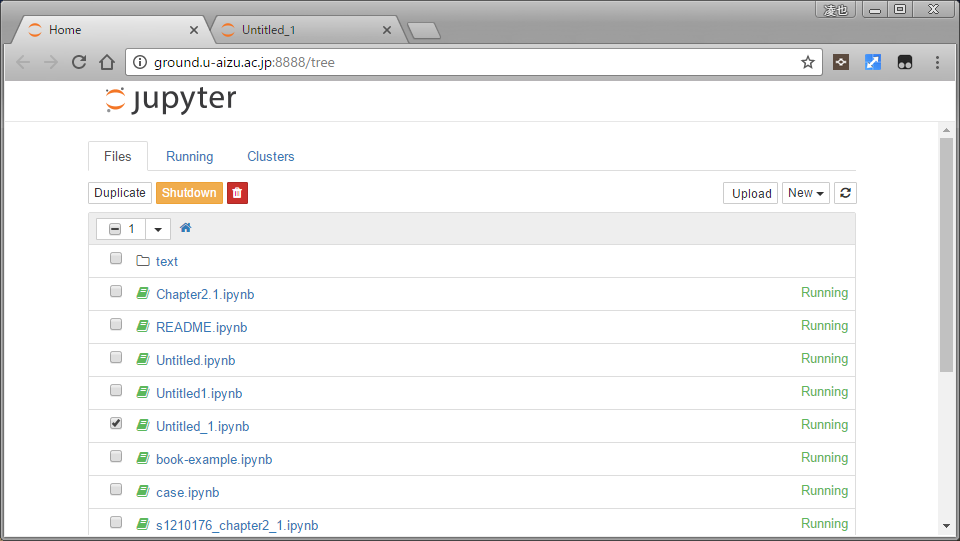 凌也
Home
Untitled_1
ground.u-aizu.ac.jp:8888/tree
jupyter
Files Running Clusters
Duplicate Shutdown Upload New
1
text
Chapter2.1.ipynb Running
README.ipynb Running
Untitled.ipynb Running
Untitled1.ipynb Running
Untitled_1.ipynb Running
book-example.ipynb Running
case.ipynb Running
s1210176_chapter2_1.ipynb Running